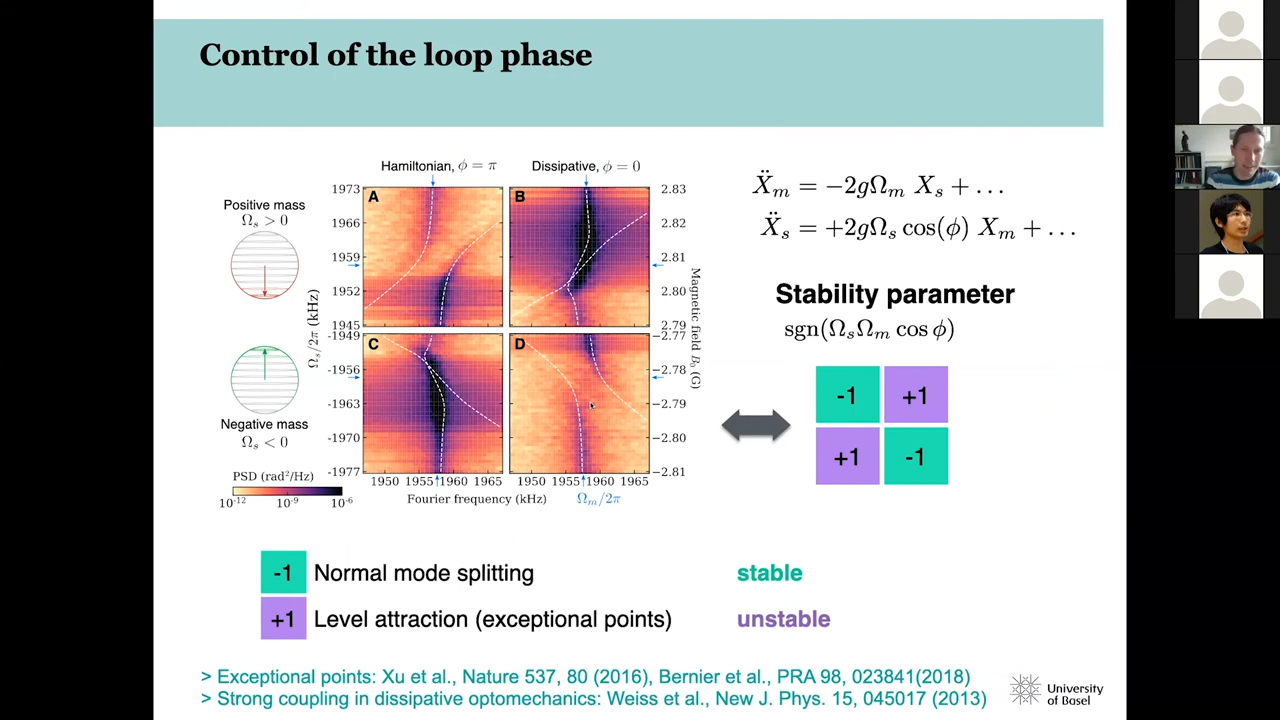 Control of the loop phase
Hamiltonian, ϕ = π
Dissipative, ϕ = 0
Positive mass
Ω_s > 0
Negative mass
Ω_s < 0
PSD (rad²/Hz)
10⁻¹² 10⁻⁹ 10⁻⁶
A
B
C
D
1973
1966
1959
1952
1945
-1949
-1956
-1963
-1970
-1977
Ω_s/2π (kHz)
2.83
2.82
2.81
2.80
2.79
−2.77
−2.78
−2.79
−2.80
−2.81
Magnetic field B₀ (G)
1950 1955 1960 1965
1950 1955 1960 1965
Fourier frequency (kHz)
Ω_m/2π
Ẍ_m = −2gΩ_m X_s + . . .
Ẍ_s = +2gΩ_s cos(ϕ) X_m + . . .
Stability parameter
sgn(Ω_sΩ_m cos ϕ)
-1 +1
+1 -1
-1 Normal mode splitting stable
+1 Level attraction (exceptional points) unstable
> Exceptional points: Xu et al., Nature 537, 80 (2016), Bernier et al., PRA 98, 023841(2018)
> Strong coupling in dissipative optomechanics: Weiss et al., New J. Phys. 15, 045017 (2013)
University
of Basel